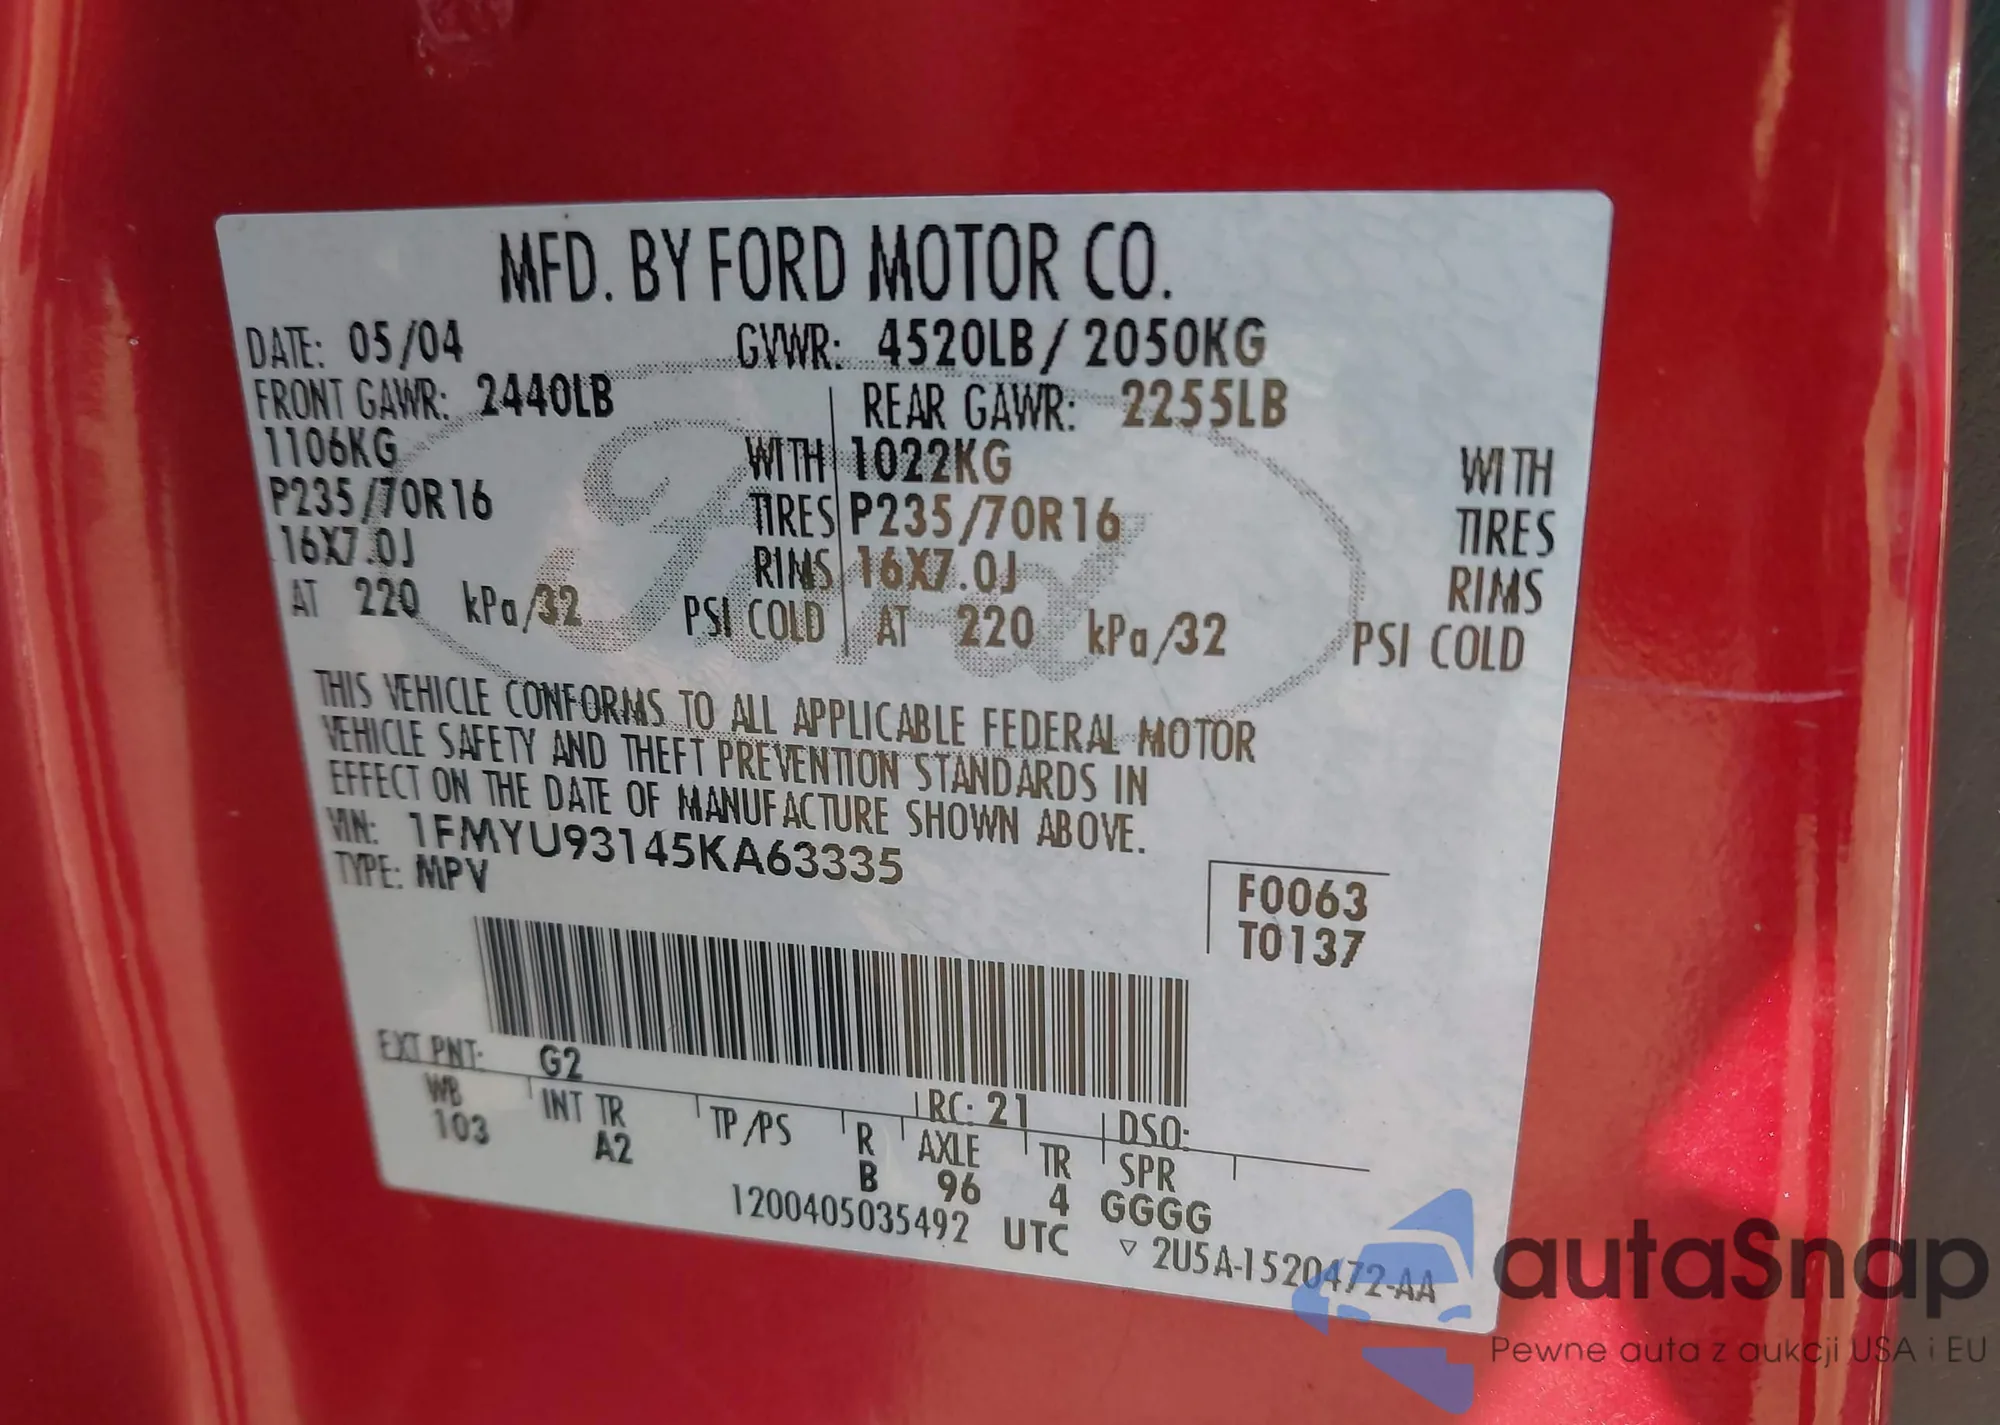 MFD. BY FORD MOTOR CO.
DATE: 05/04 GVWR: 4520LB / 2050KG
FRONT GAWR: 2440LB REAR GAWR: 2255LB
1106KG WITH 1022KG WITH
P235/70R16 TIRES P235/70R16 TIRES
16X7.0J RIMS 16X7.0J RIMS
AT 220 kPa/32 PSI COLD AT 220 kPa/32 PSI COLD
Ford
THIS VEHICLE CONFORMS TO ALL APPLICABLE FEDERAL MOTOR
VEHICLE SAFETY AND THEFT PREVENTION STANDARDS IN
EFFECT ON THE DATE OF MANUFACTURE SHOWN ABOVE.
VIN: 1FMYU93145KA63335
TYPE: MPV
F0063
T0137
EXT PNT: G2 RC: 21 DSO:
WB INT TR TP/PS R AXLE TR SPR
103 A2 B 96 4 GGGG
1200405035492 UTC ▽ 2U5A-1520472-AA
autaSnap
Pewne auta z aukcji USA i EU